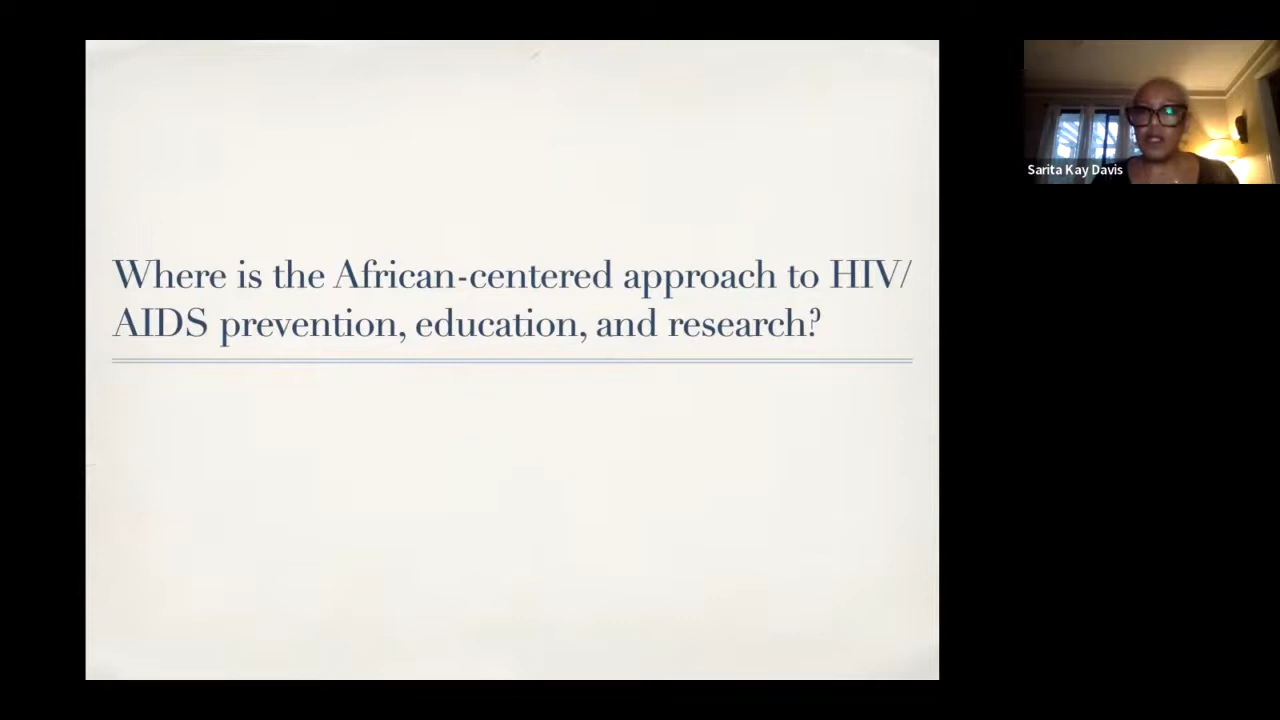 Where is the African-centered approach to HIV/
AIDS prevention, education, and research?
Sarita Kay Davis